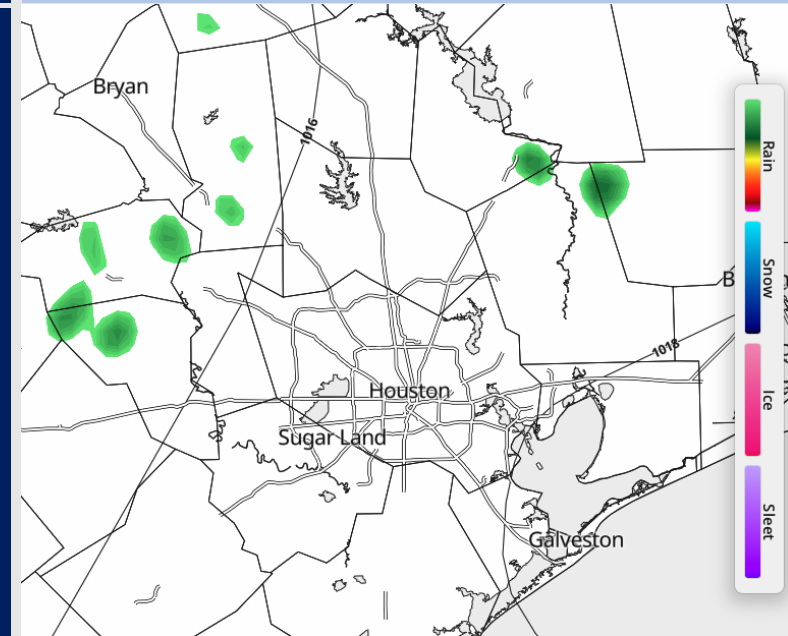 Bryan
1016
Rain
Snow
B
1018
Houston
Ice
Sugar Land
Sleet
Galveston